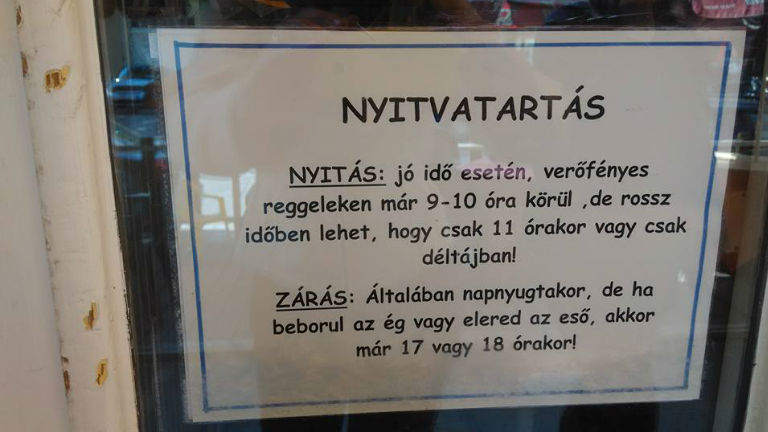 NYITVATARTÁS
NYITÁS: jó idő esetén, verőfényes
reggeleken már 9-10 óra körül ,de rossz
időben lehet, hogy csak 11 órakor vagy csak
déltájban!
ZÁRÁS: Általában napnyugtakor, de ha
beborul az ég vagy elered az eső, akkor
már 17 vagy 18 órakor!